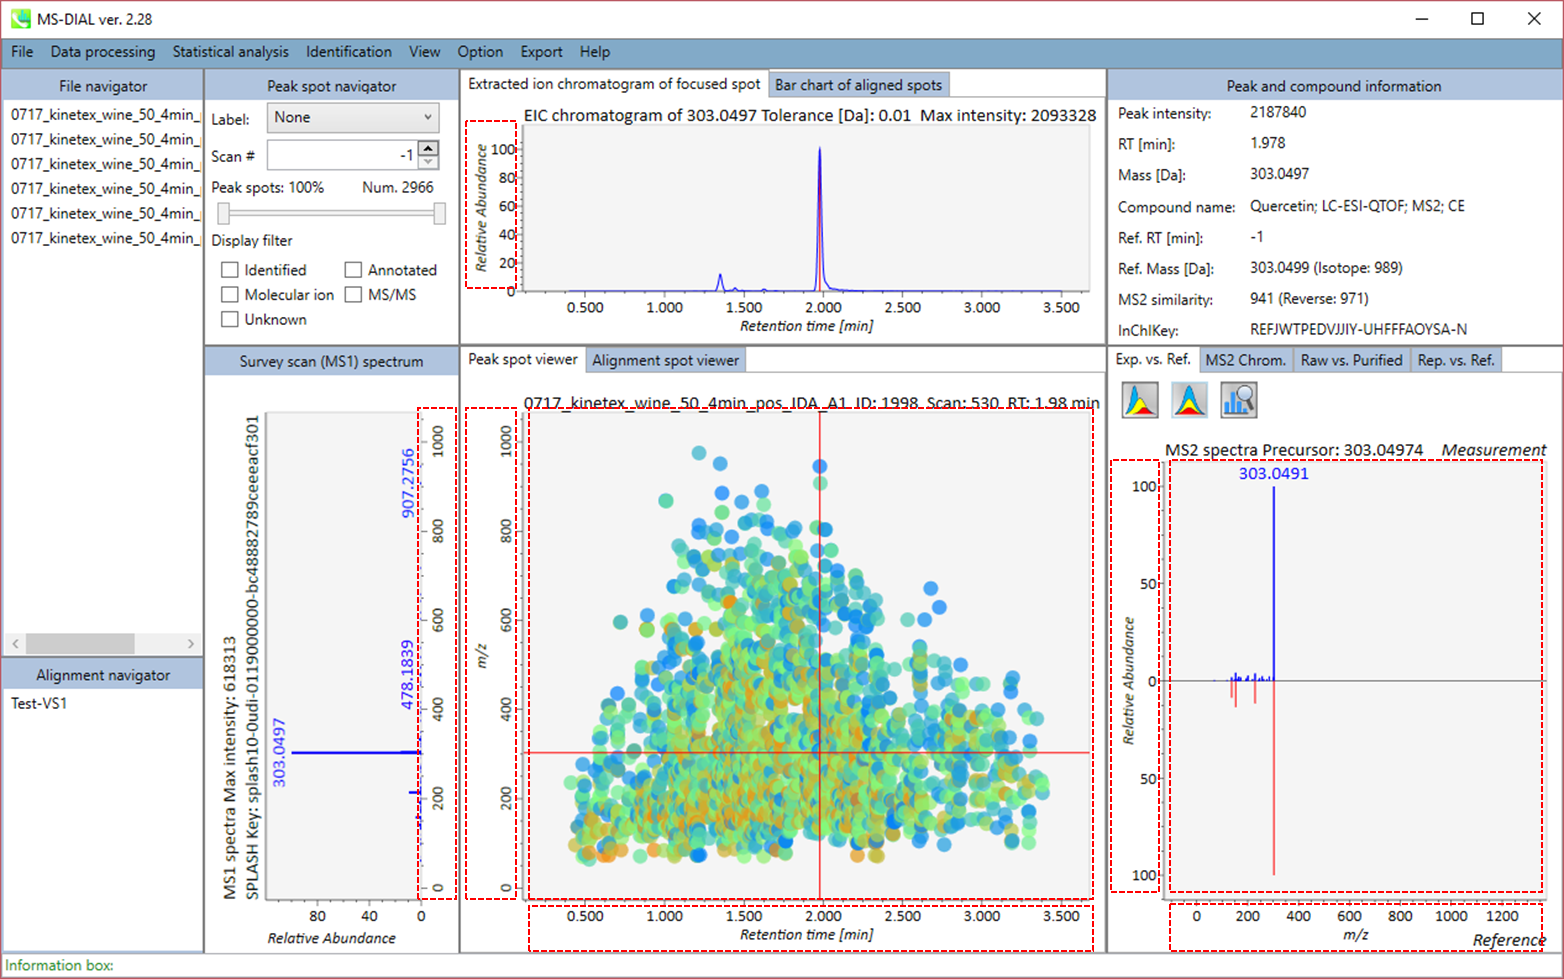 MS-DIAL ver. 2.28
File Data processing Statistical analysis Identification View Option Export Help
File navigator
0717_kinetex_wine_50_4min_
0717_kinetex_wine_50_4min_
0717_kinetex_wine_50_4min_
0717_kinetex_wine_50_4min_
0717_kinetex_wine_50_4min_
0717_kinetex_wine_50_4min_
Alignment navigator
Test-VS1
Peak spot navigator
Label: None
Scan # -1
Peak spots: 100% Num. 2966
Display filter
Identified Annotated
Molecular ion MS/MS
Unknown
Extracted ion chromatogram of focused spot Bar chart of aligned spots
EIC chromatogram of 303.0497 Tolerance [Da]: 0.01 Max intensity: 2093328
Relative Abundance
100
80
60
40
20
0
0.500 1.000 1.500 2.000 2.500 3.000 3.500
Retention time [min]
Peak and compound information
Peak intensity: 2187840
RT [min]: 1.978
Mass [Da]: 303.0497
Compound name: Quercetin; LC-ESI-QTOF; MS2; CE
Ref. RT [min]: -1
Ref. Mass [Da]: 303.0499 (Isotope: 989)
MS2 similarity: 941 (Reverse: 971)
InChIKey: REFJWTPEDVJJIY-UHFFFAOYSA-N
Survey scan (MS1) spectrum
MS1 spectra Max intensity: 618313
SPLASH Key: splash10-0udi-0119000000-bc48882789ceeeacf301
303.0497
478.1839
907.2756
1000
800
600
400
200
0
80 40 0
Relative Abundance
Peak spot viewer Alignment spot viewer
0717_kinetex_wine_50_4min_pos_IDA_A1 ID: 1998, Scan: 530, RT: 1.98 min
m/z
1000
800
600
400
200
0
0.500 1.000 1.500 2.000 2.500 3.000 3.500
Retention time [min]
Exp. vs. Ref. MS2 Chrom. Raw vs. Purified Rep. vs. Ref.
MS2 spectra Precursor: 303.04974 Measurement
303.0491
Relative Abundance
100
50
0
50
100
0 200 400 600 800 1000 1200
m/z
Reference
Information box: